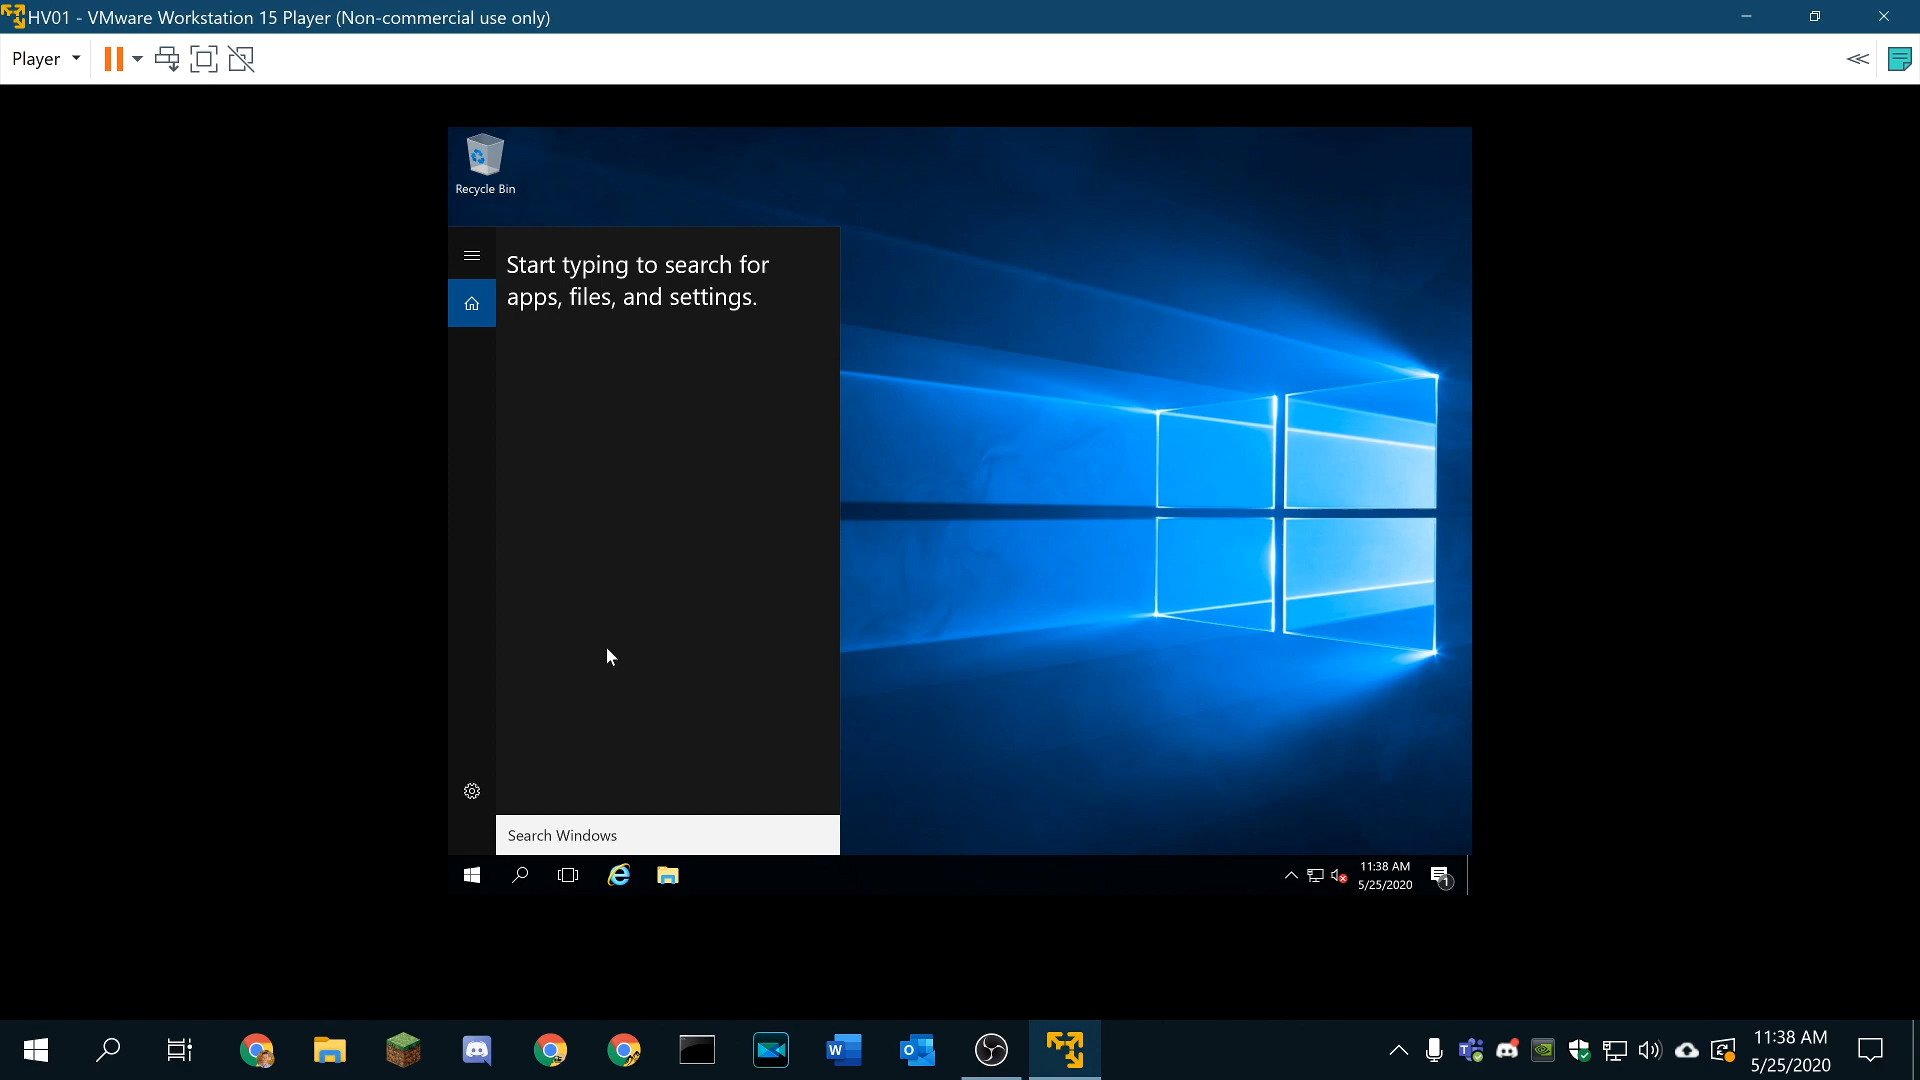 HV01 - VMware Workstation 15 Player (Non-commercial use only)
Player
Recycle Bin
Start typing to search for
apps, files, and settings.
Search Windows
11:38 AM
5/25/2020
1
W
O
11:38 AM
5/25/2020